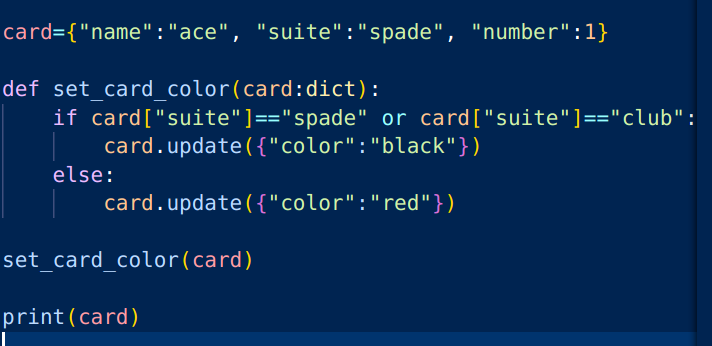 card={"name":"ace", "suite":"spade", "number":1}
def set_card_color(card:dict):
    if card["suite"]=="spade" or card["suite"]=="club":
        card.update({"color":"black"})
    else:
        card.update({"color":"red"})
set_card_color(card)
print(card)